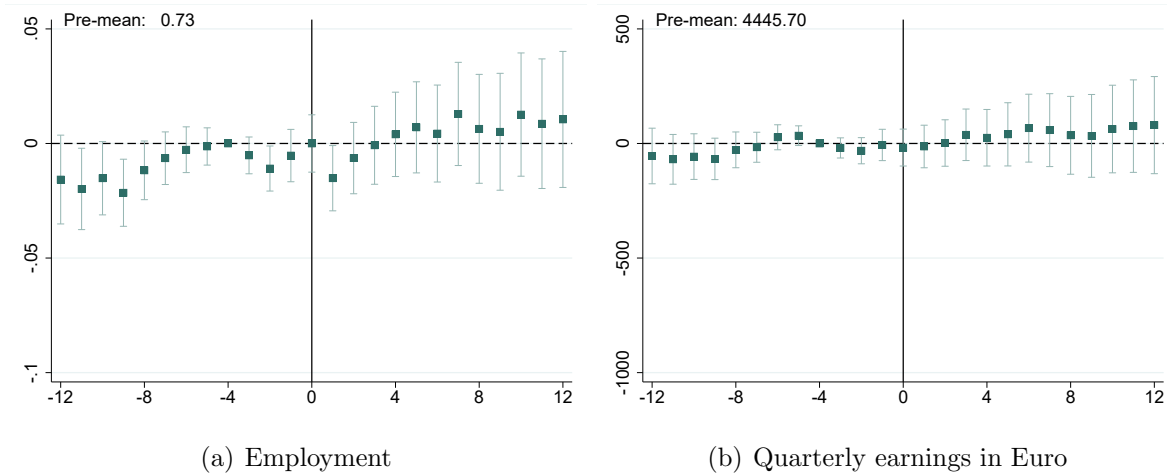 Pre-mean: 0.73
.05
0
-.05
-.1
-12 -8 -4 0 4 8 12
(a) Employment
Pre-mean: 4445.70
500
0
-500
-1000
-12 -8 -4 0 4 8 12
(b) Quarterly earnings in Euro